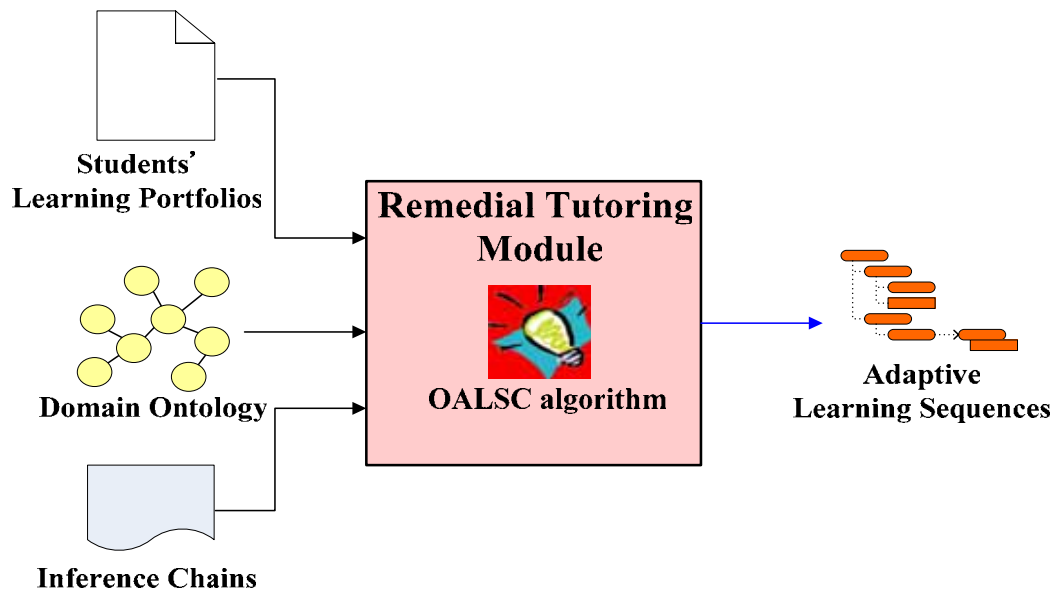 Students’
Learning Portfolios
Domain Ontology
Inference Chains
Remedial Tutoring
Module
OALSC algorithm
Adaptive
Learning Sequences